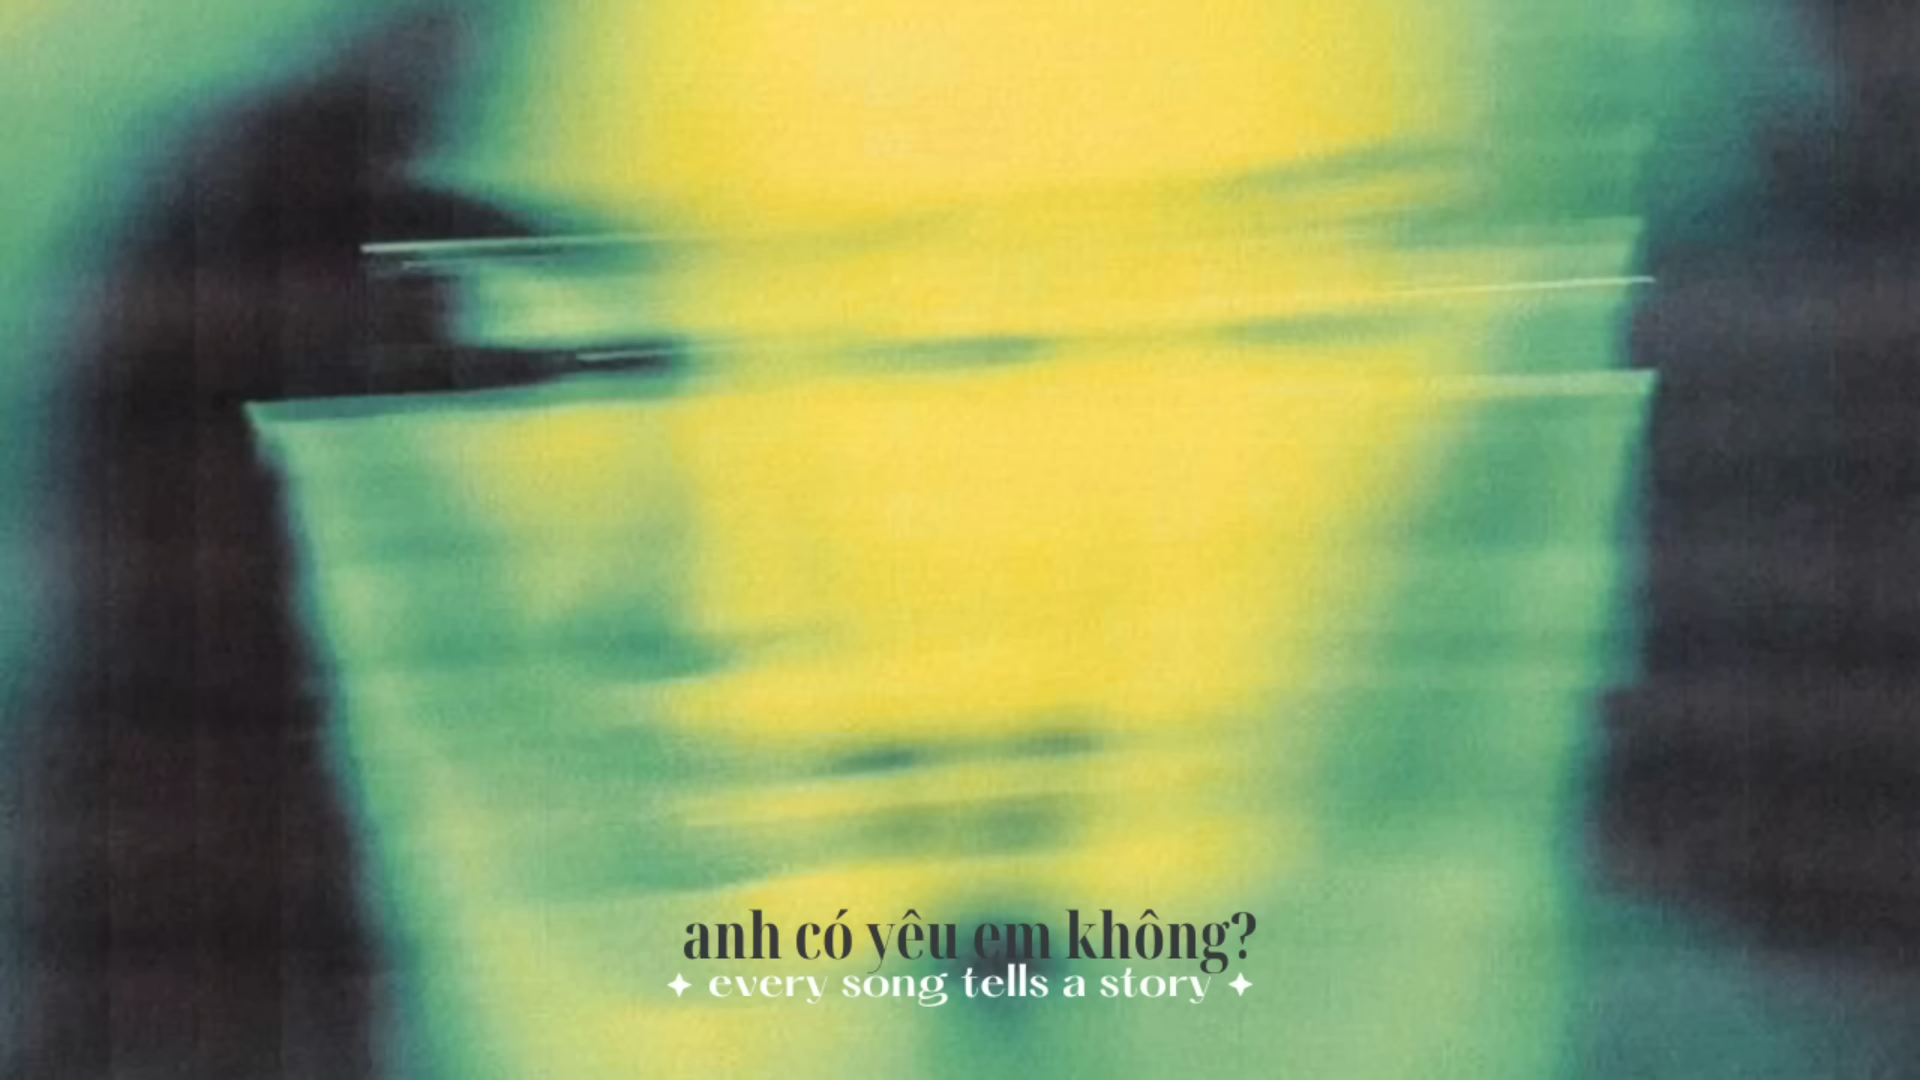 anh có yêu em không?
✦ every song tells a story ✦